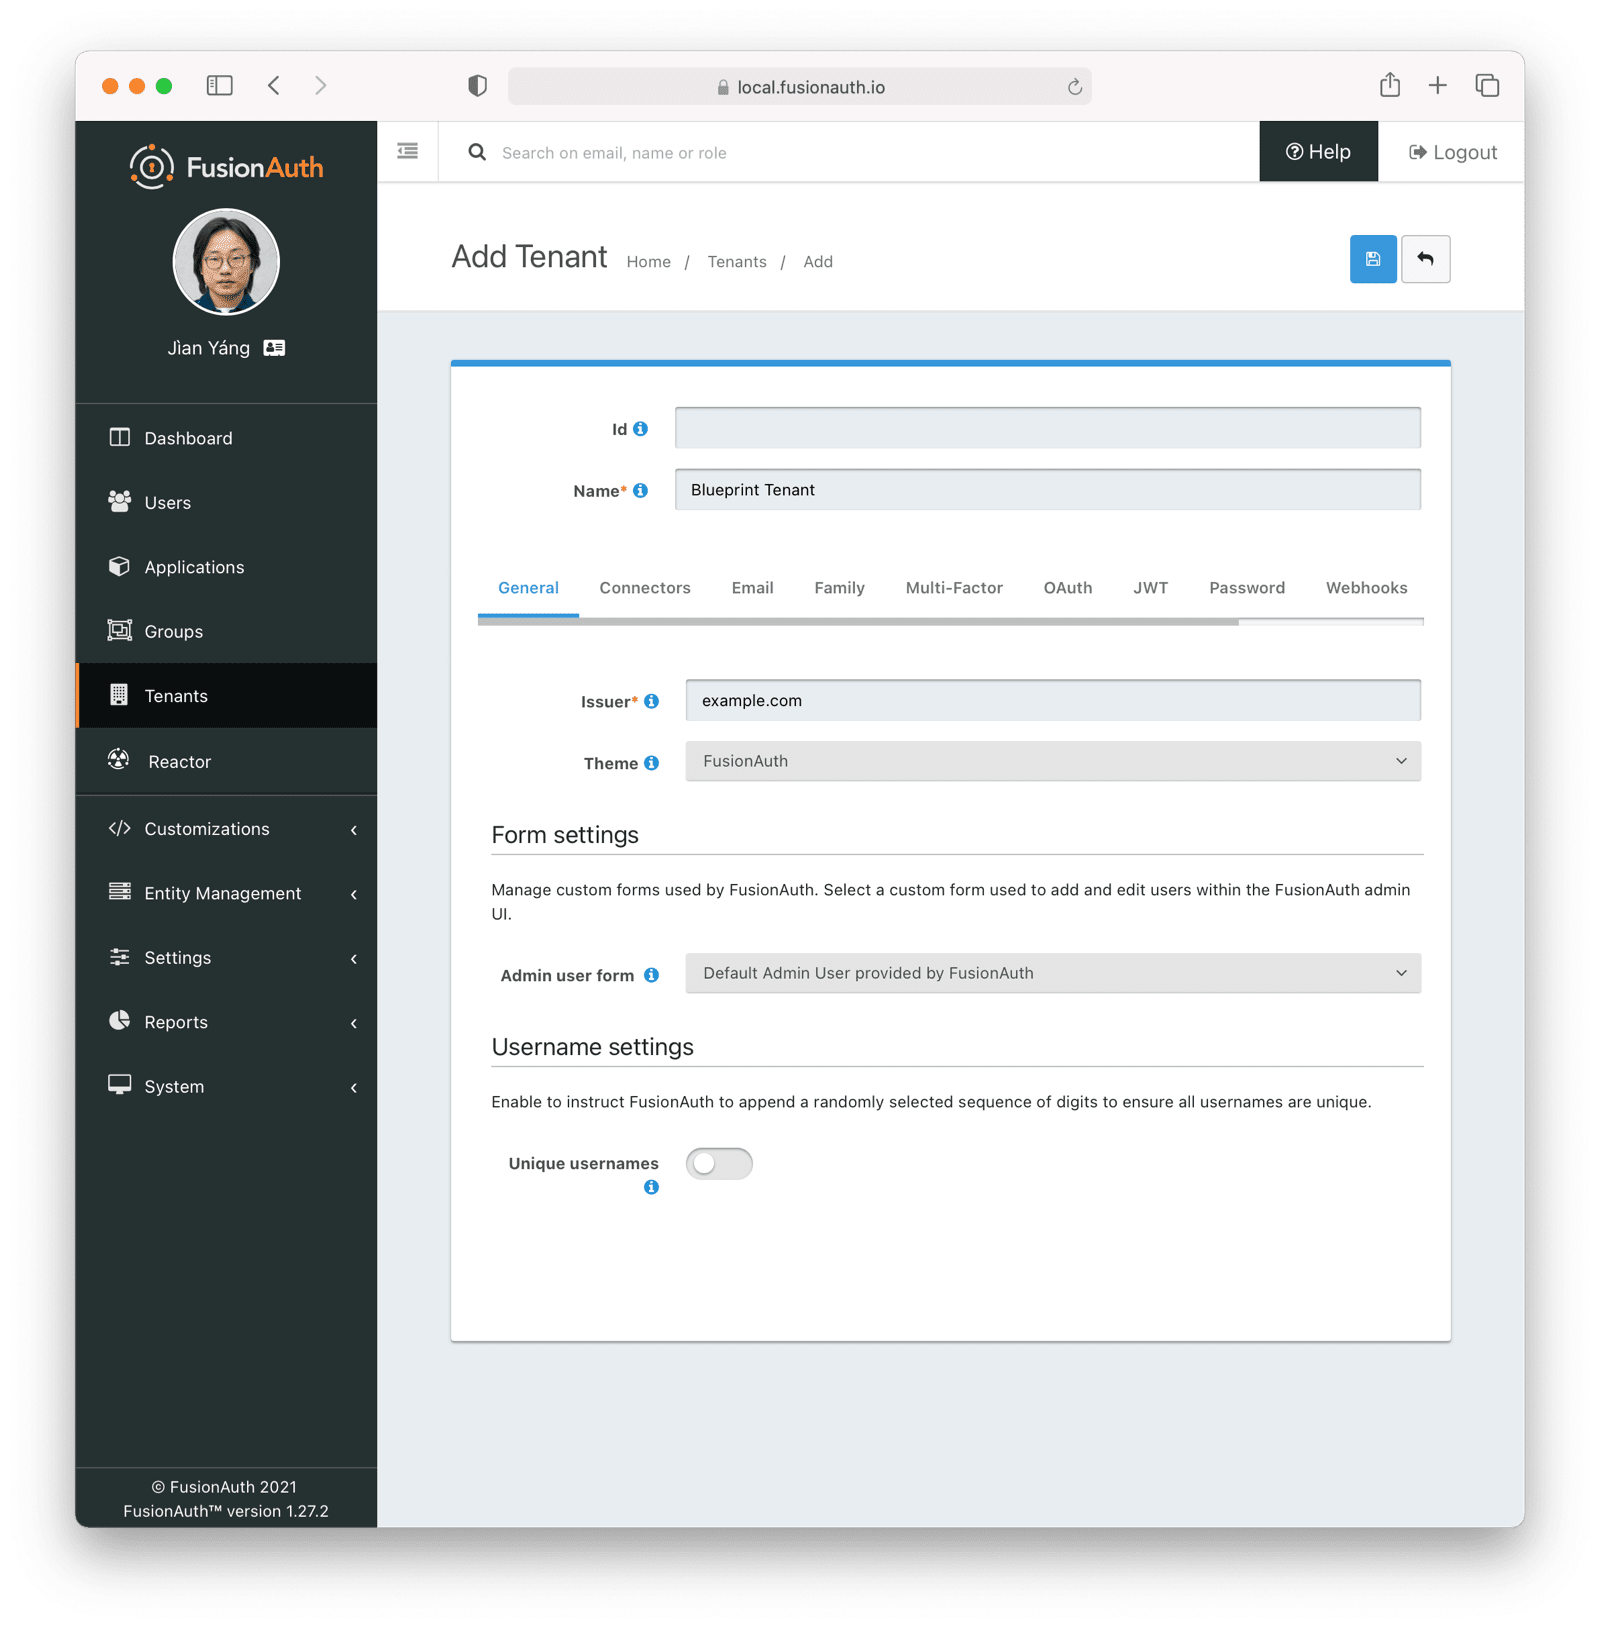 local.fusionauth.io
FusionAuth
Search on email, name or role
Help
Logout
Jìan Yáng
Add Tenant
Home / Tenants / Add
Dashboard
Users
Applications
Groups
Tenants
Reactor
Customizations
Entity Management
Settings
Reports
System
© FusionAuth 2021
FusionAuth™ version 1.27.2
Id
Name*
Blueprint Tenant
General
Connectors
Email
Family
Multi-Factor
OAuth
JWT
Password
Webhooks
Issuer*
example.com
Theme
FusionAuth
Form settings
Manage custom forms used by FusionAuth. Select a custom form used to add and edit users within the FusionAuth admin
UI.
Admin user form
Default Admin User provided by FusionAuth
Username settings
Enable to instruct FusionAuth to append a randomly selected sequence of digits to ensure all usernames are unique.
Unique usernames